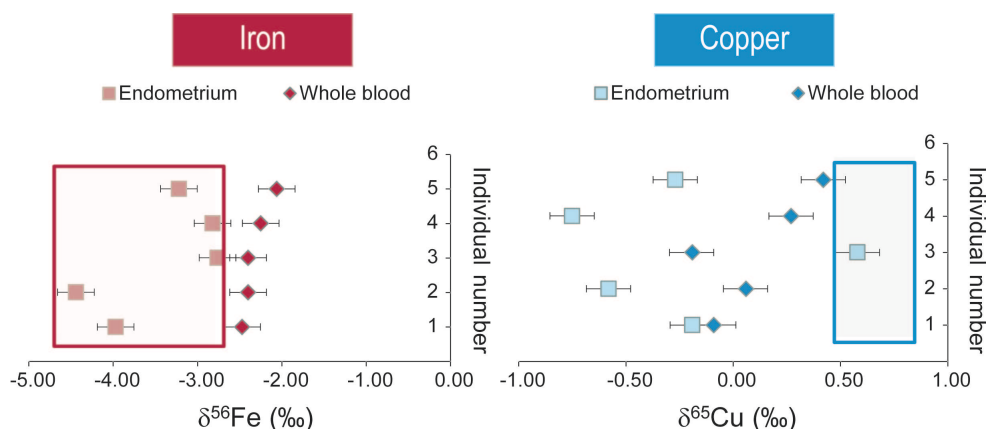 Iron
Endometrium
Whole blood
6
5
4
3
2
1
Individual number
-5.00
-4.00
-3.00
-2.00
-1.00
0.00
δ⁵⁶Fe (‰)
Copper
Endometrium
Whole blood
6
5
4
3
2
1
Individual number
-1.00
-0.50
0.00
0.50
1.00
δ⁶⁵Cu (‰)